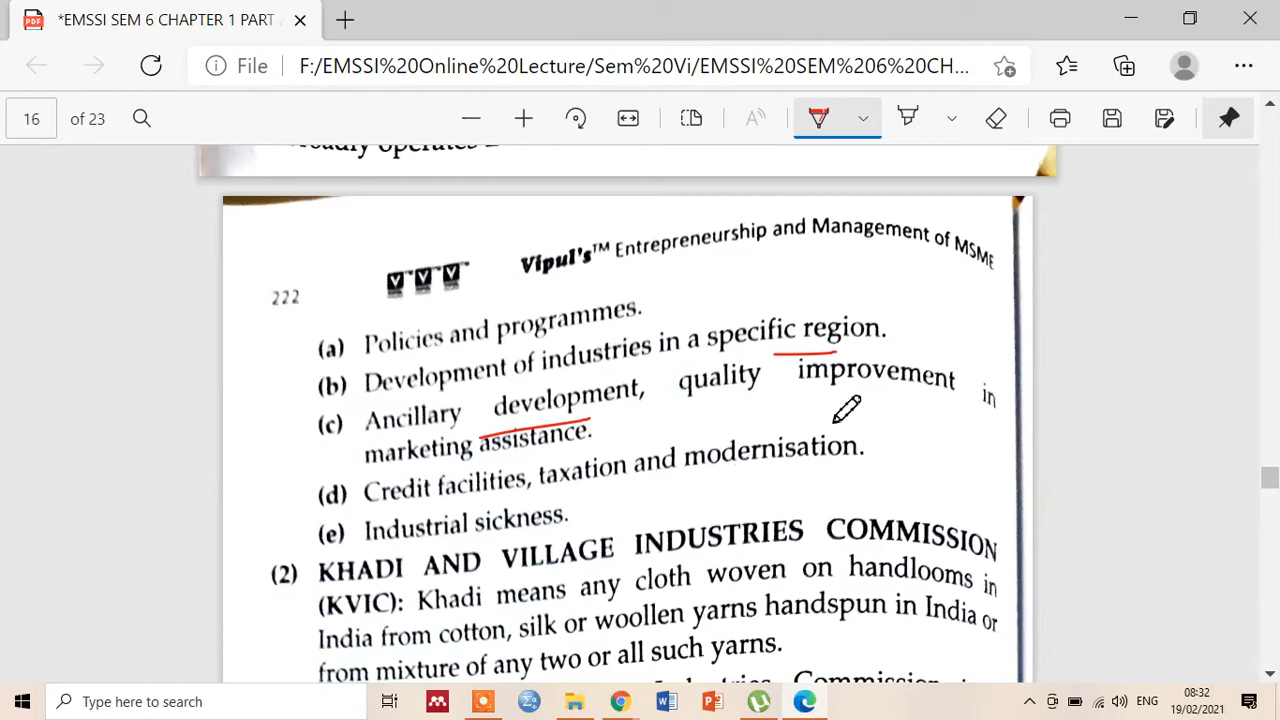 *EMSSI SEM 6 CHAPTER 1 PART
File F:/EMSSI%20Online%20Lecture/Sem%20Vi/EMSSI%20SEM%206%20CH...
16 of 23
operates
222 VVV Vipul's™ Entrepreneurship and Management of MSME
(a) Policies and programmes.
(b) Development of industries in a specific region.
(c) Ancillary development, quality improvement in
marketing assistance.
(d) Credit facilities, taxation and modernisation.
(e) Industrial sickness.
(2) KHADI AND VILLAGE INDUSTRIES COMMISSION
(KVIC): Khadi means any cloth woven on handlooms in
India from cotton, silk or woollen yarns handspun in India or
from mixture of any two or all such yarns.
Commission
Type here to search
ENG
08:32
19/02/2021